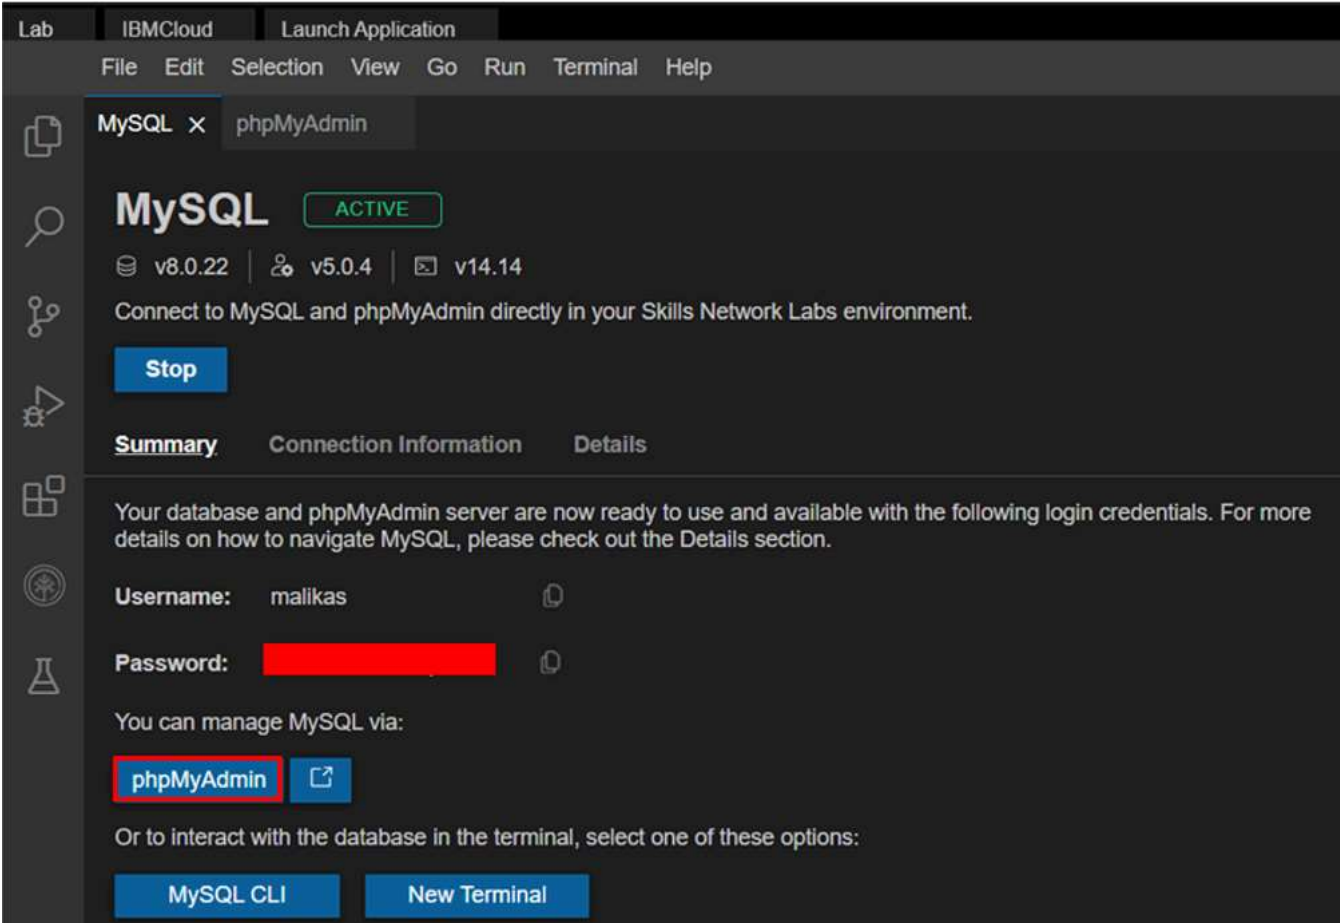 Lab IBMCloud Launch Application
File Edit Selection View Go Run Terminal Help
MySQL × phpMyAdmin
MySQL ACTIVE
v8.0.22 v5.0.4 v14.14
Connect to MySQL and phpMyAdmin directly in your Skills Network Labs environment.
Stop
Summary Connection Information Details
Your database and phpMyAdmin server are now ready to use and available with the following login credentials. For more
details on how to navigate MySQL, please check out the Details section.
Username: malikas
Password:
You can manage MySQL via:
phpMyAdmin
Or to interact with the database in the terminal, select one of these options:
MySQL CLI New Terminal